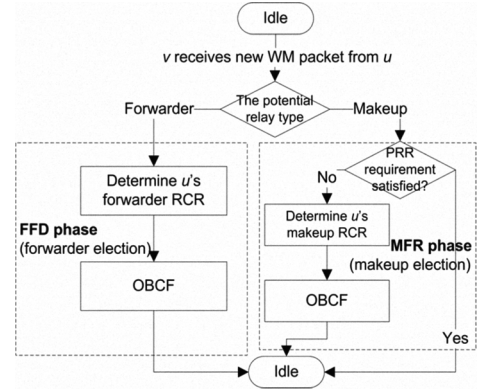 Idle
v receives new WM packet from u
The potential
relay type
Forwarder
Makeup
PRR
requirement
satisfied?
No
Determine u's
forwarder RCR
Determine u's
makeup RCR
FFD phase
(forwarder election)
MFR phase
(makeup election)
OBCF
OBCF
Yes
Idle